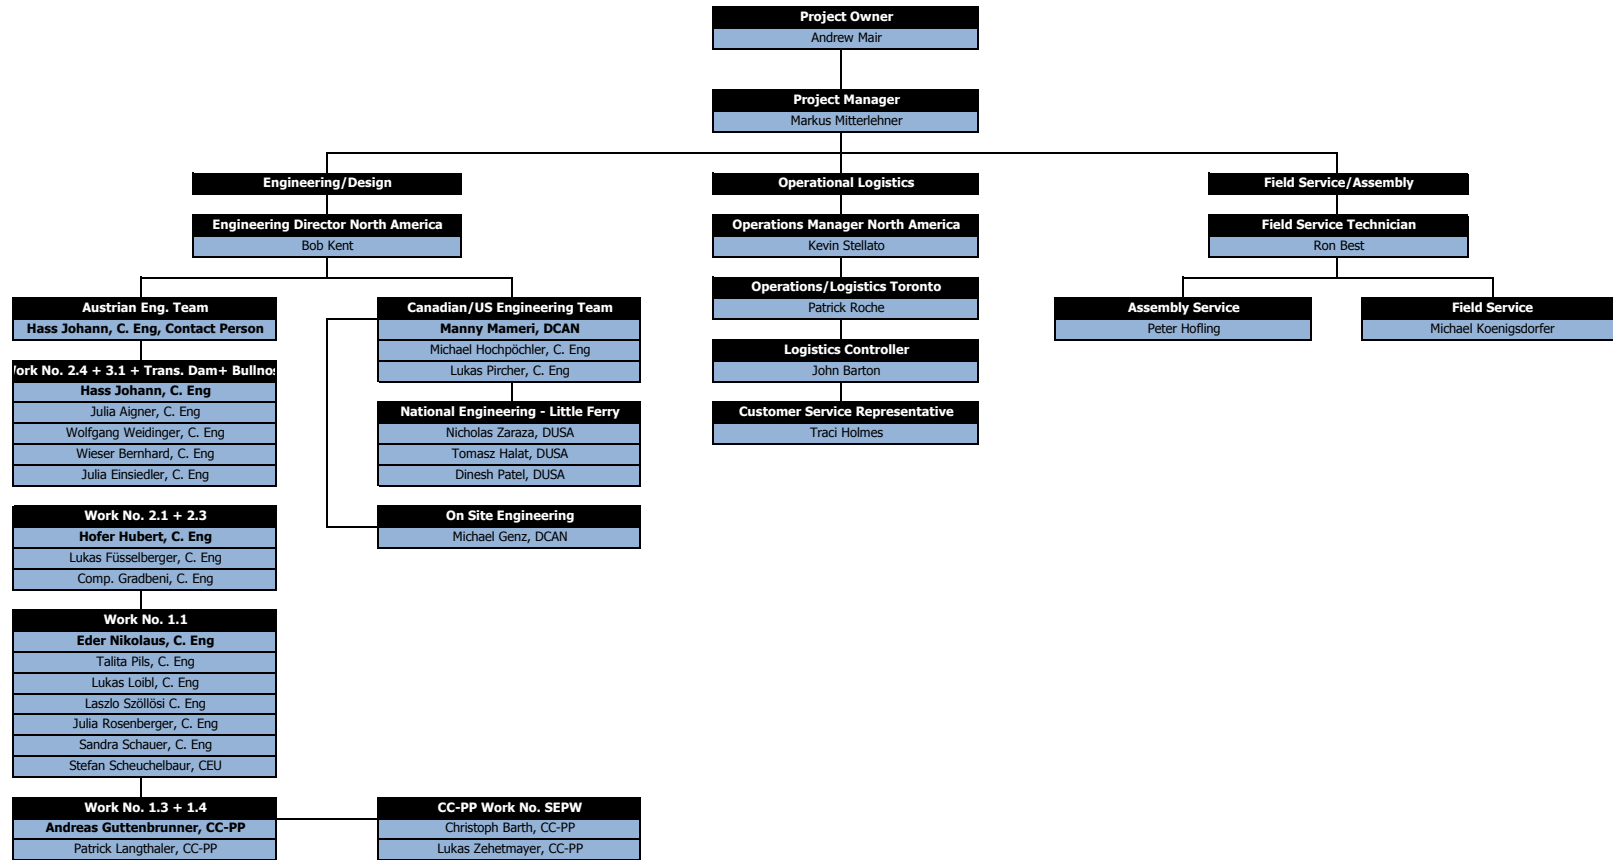 Project Owner
Andrew Mair
Project Manager
Markus Mitterlehner
Engineering/Design
Engineering Director North America
Bob Kent
Austrian Eng. Team
Hass Johann, C. Eng, Contact Person
Work No. 2.4 + 3.1 + Trans. Dam+ Bullnos
Hass Johann, C. Eng
Julia Aigner, C. Eng
Wolfgang Weidinger, C. Eng
Wieser Bernhard, C. Eng
Julia Einsiedler, C. Eng
Work No. 2.1 + 2.3
Hofer Hubert, C. Eng
Lukas Füsselberger, C. Eng
Comp. Gradbeni, C. Eng
Work No. 1.1
Eder Nikolaus, C. Eng
Talita Pils, C. Eng
Lukas Loibl, C. Eng
Laszlo Szöllösi C. Eng
Julia Rosenberger, C. Eng
Sandra Schauer, C. Eng
Stefan Scheuchelbaur, CEU
Work No. 1.3 + 1.4
Andreas Guttenbrunner, CC-PP
Patrick Langthaler, CC-PP
CC-PP Work No. SEPW
Christoph Barth, CC-PP
Lukas Zehetmayer, CC-PP
Canadian/US Engineering Team
Manny Mameri, DCAN
Michael Hochpöchler, C. Eng
Lukas Pircher, C. Eng
National Engineering - Little Ferry
Nicholas Zaraza, DUSA
Tomasz Halat, DUSA
Dinesh Patel, DUSA
On Site Engineering
Michael Genz, DCAN
Operational Logistics
Operations Manager North America
Kevin Stellato
Operations/Logistics Toronto
Patrick Roche
Logistics Controller
John Barton
Customer Service Representative
Traci Holmes
Field Service/Assembly
Field Service Technician
Ron Best
Assembly Service
Peter Hofling
Field Service
Michael Koenigsdorfer